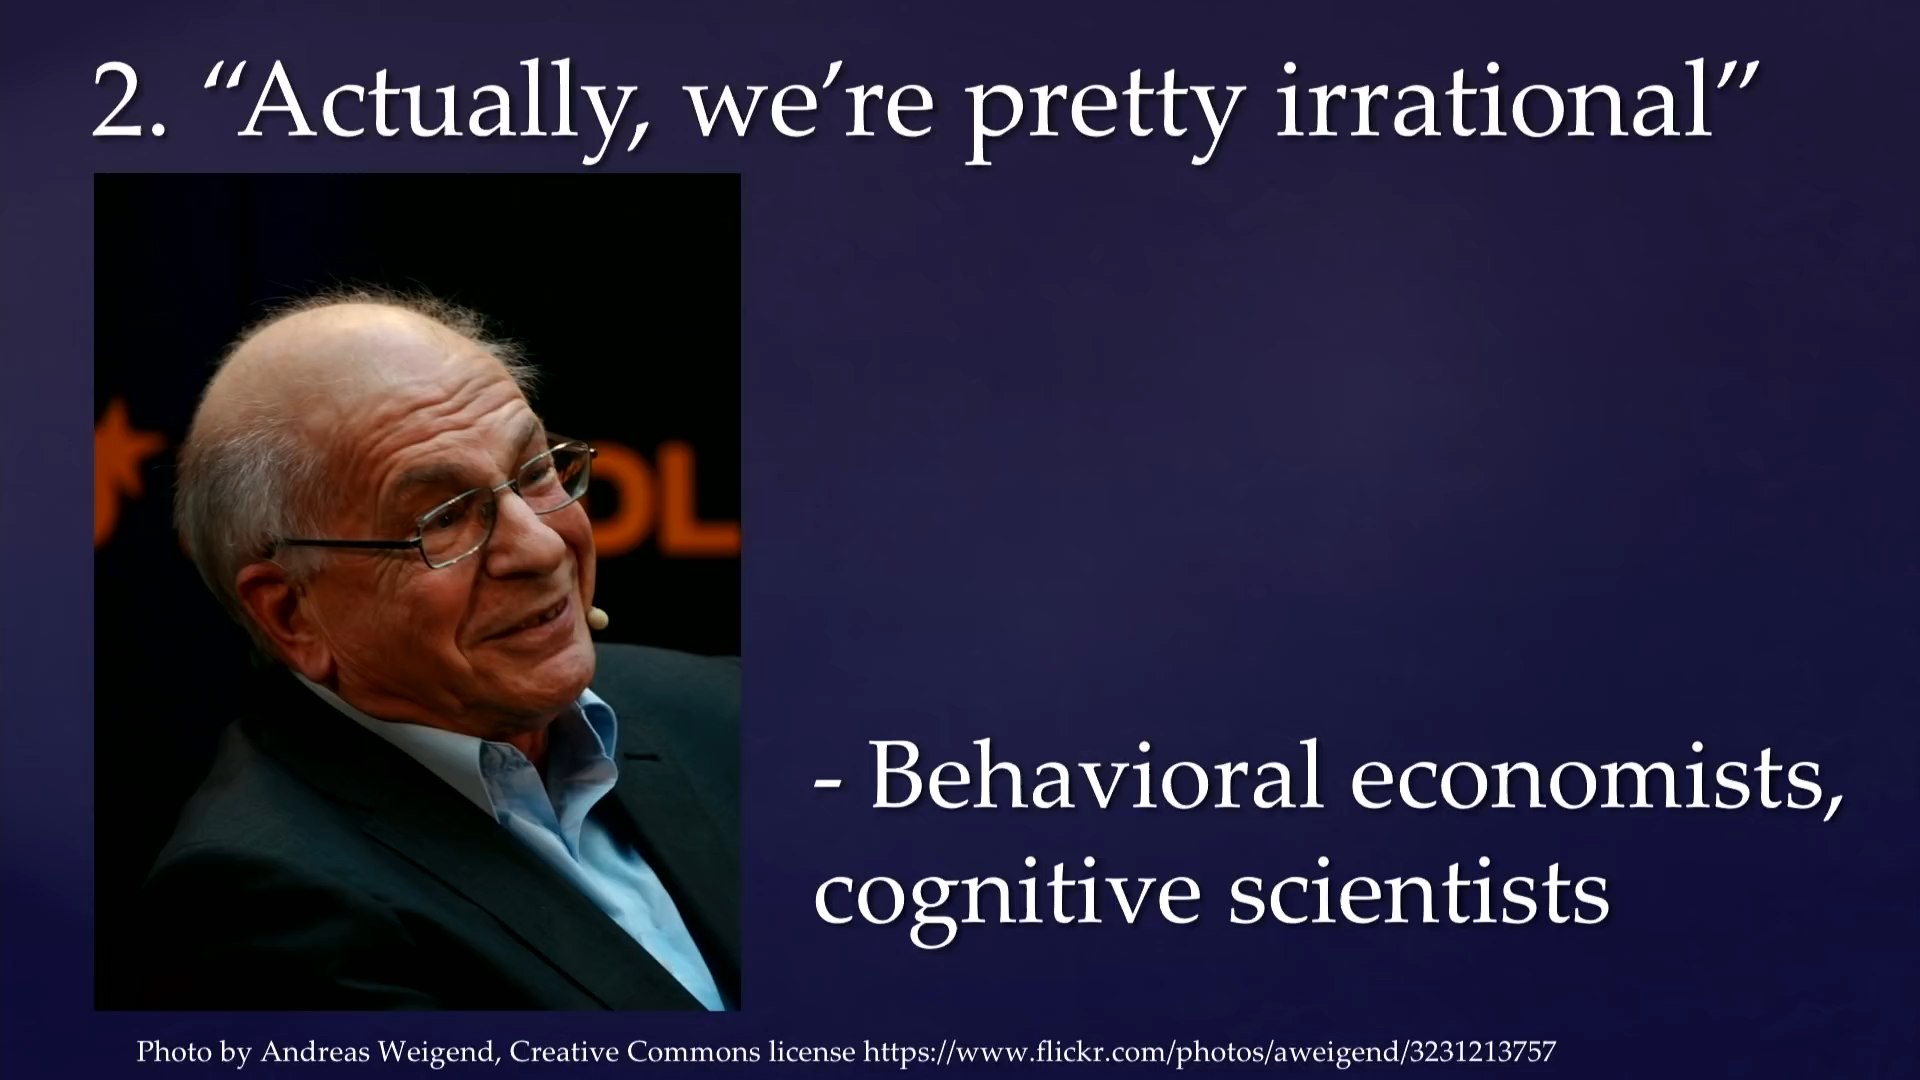 2. “Actually, we’re pretty irrational”
OL
- Behavioral economists,
cognitive scientists
Photo by Andreas Weigend, Creative Commons license https://www.flickr.com/photos/aweigend/3231213757